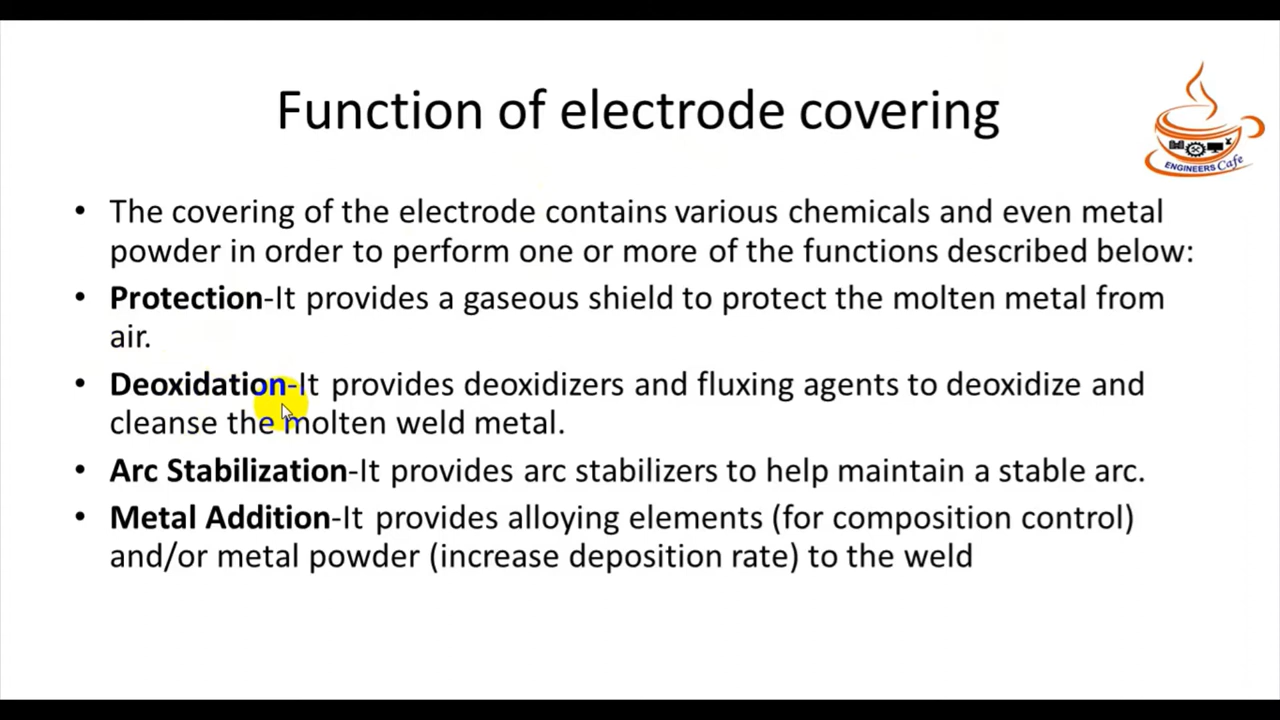 Function of electrode covering
ENGINEERS Cafe
• The covering of the electrode contains various chemicals and even metal
powder in order to perform one or more of the functions described below:
• Protection-It provides a gaseous shield to protect the molten metal from
air.
• Deoxidation-It provides deoxidizers and fluxing agents to deoxidize and
cleanse the molten weld metal.
• Arc Stabilization-It provides arc stabilizers to help maintain a stable arc.
• Metal Addition-It provides alloying elements (for composition control)
and/or metal powder (increase deposition rate) to the weld